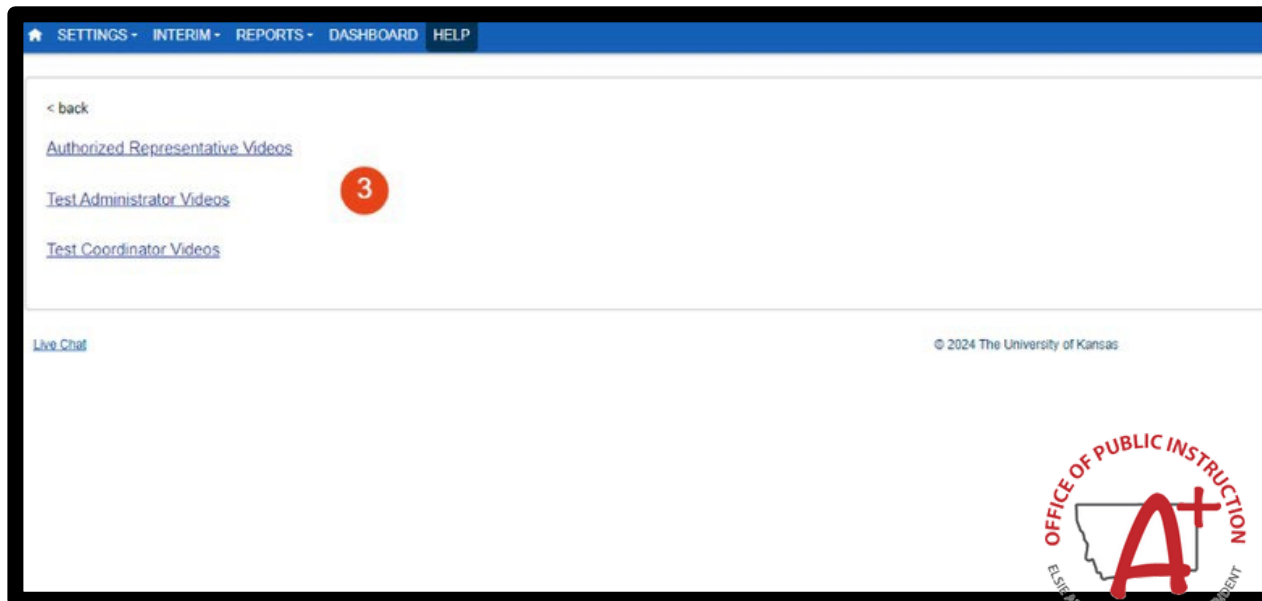 SETTINGS INTERIM REPORTS DASHBOARD HELP
< back
Authorized Representative Videos
Test Administrator Videos
3
Test Coordinator Videos
Live Chat
© 2024 The University of Kansas
OFFICE OF PUBLIC INSTRUCTION
A+
ELSIE